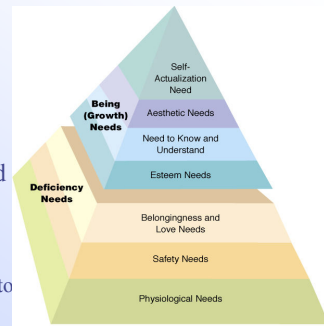 Self-
Actualization
Need
Being
(Growth)
Needs
Aesthetic Needs
Need to Know and
Understand
Esteem Needs
d
Deficiency
Needs
Belongingness and
Love Needs
Safety Needs
to
Physiological Needs